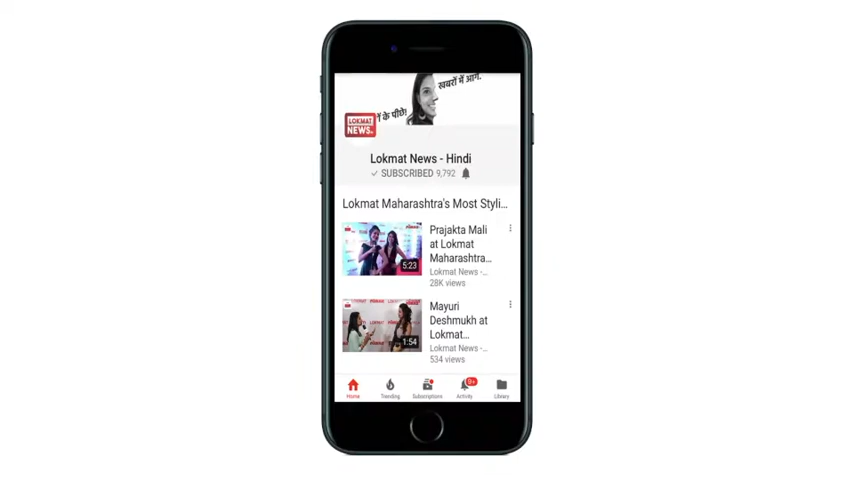 खबरों में आगे.
के पीछे!
LOKMAT
NEWS.
Lokmat News - Hindi
SUBSCRIBED 9,792
Lokmat Maharashtra's Most Styli...
Prajakta Mali
at Lokmat
Maharashtra...
Lokmat News -...
28K views
5:23
Mayuri
Deshmukh at
Lokmat...
Lokmat News -...
534 views
1:54
9+
Home Trending Subscriptions Activity Library